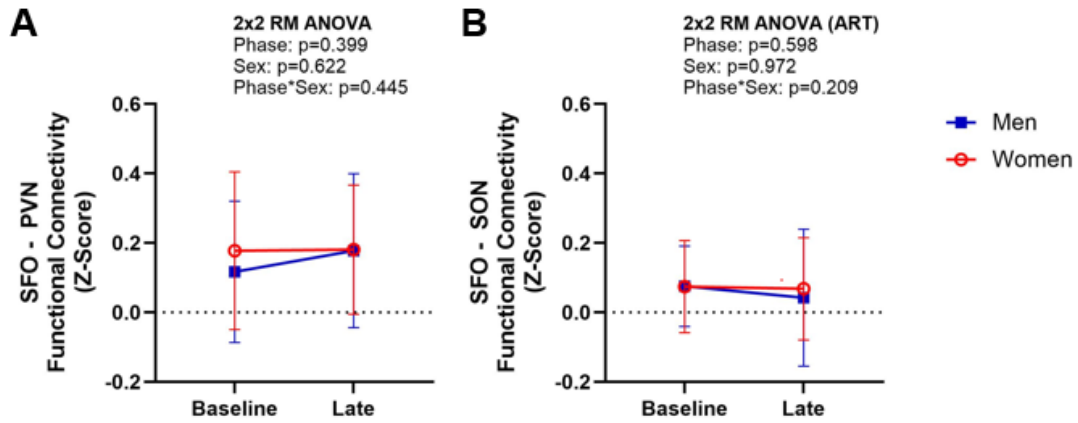 A
2x2 RM ANOVA
Phase: p=0.399
Sex: p=0.622
Phase*Sex: p=0.445
SFO - PVN
Functional Connectivity
(Z-Score)
0.6
0.4
0.2
0.0
-0.2
Baseline
Late
B
2x2 RM ANOVA (ART)
Phase: p=0.598
Sex: p=0.972
Phase*Sex: p=0.209
SFO - SON
Functional Connectivity
(Z-Score)
0.6
0.4
0.2
0.0
-0.2
Baseline
Late
Men
Women